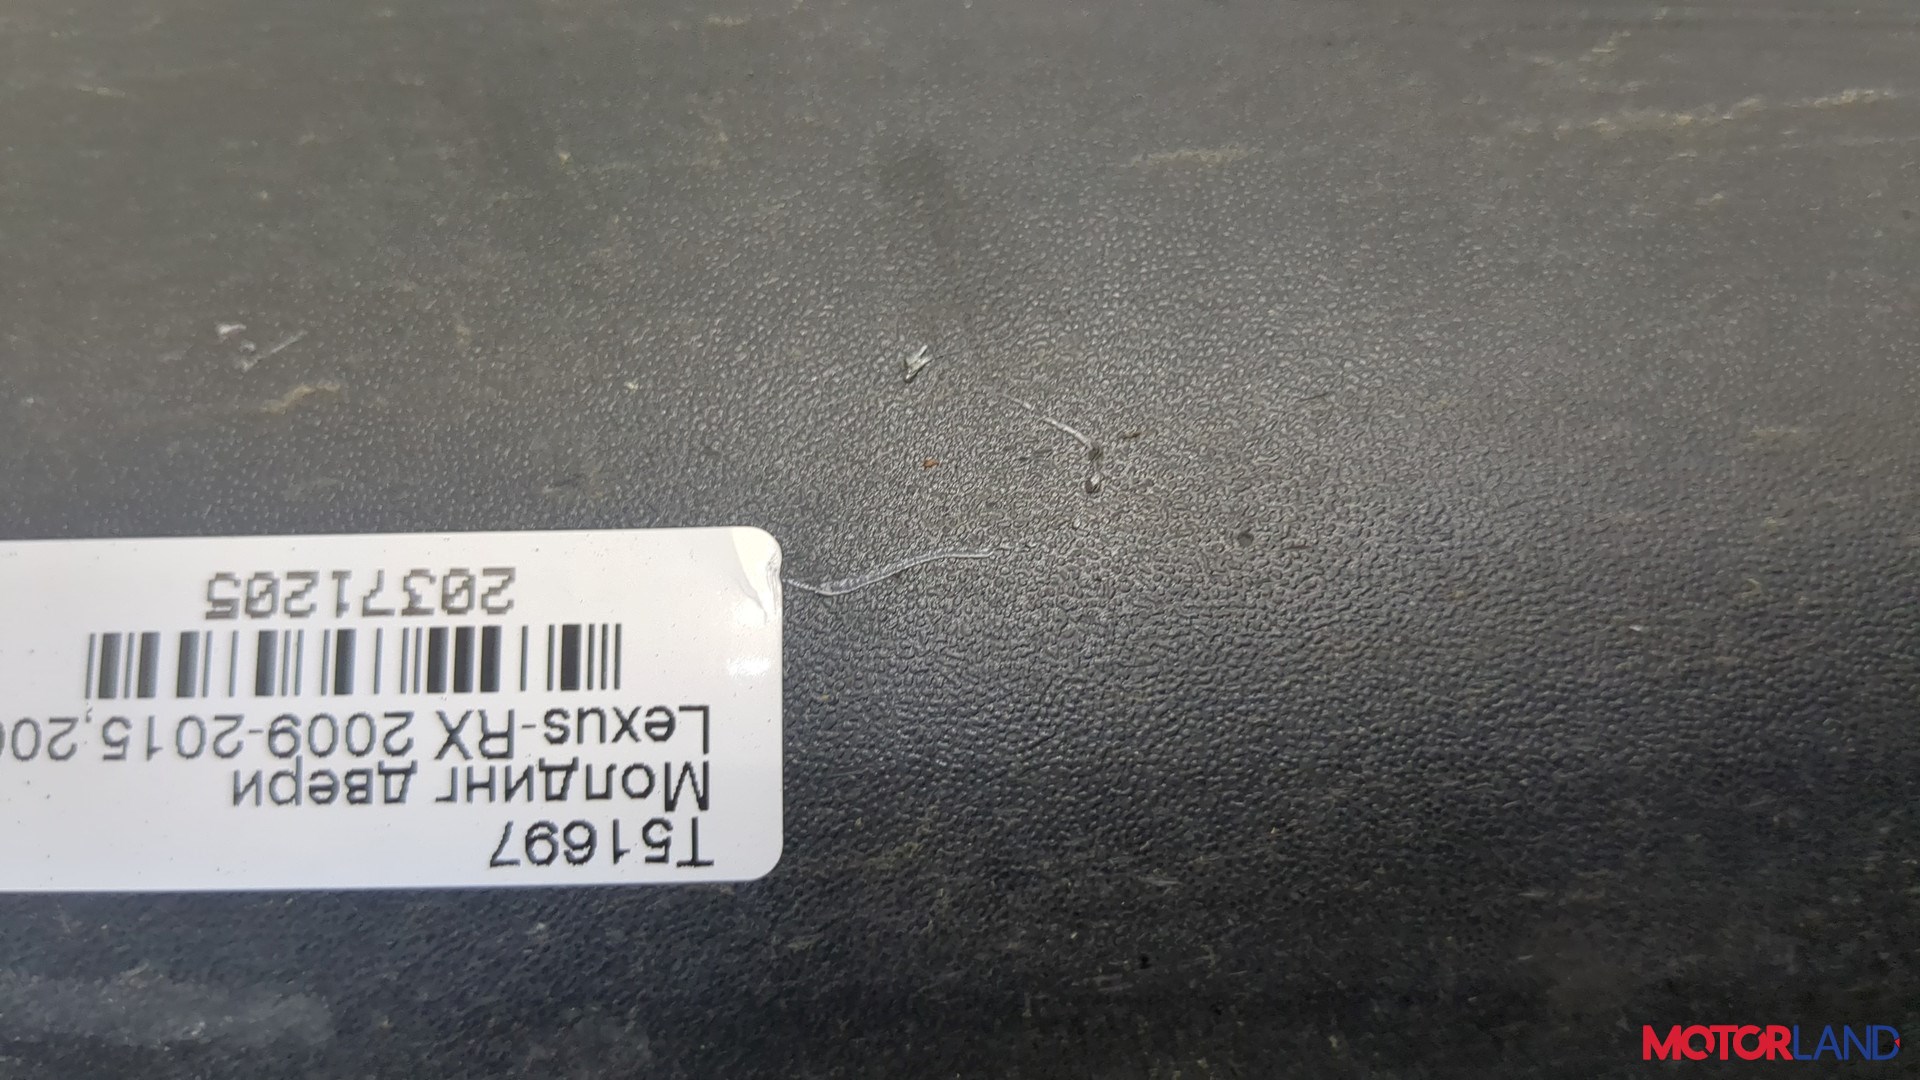 T51697
Молдинг двери
Lexus-RX 2009-2015,20
20371205
MOTORLAND